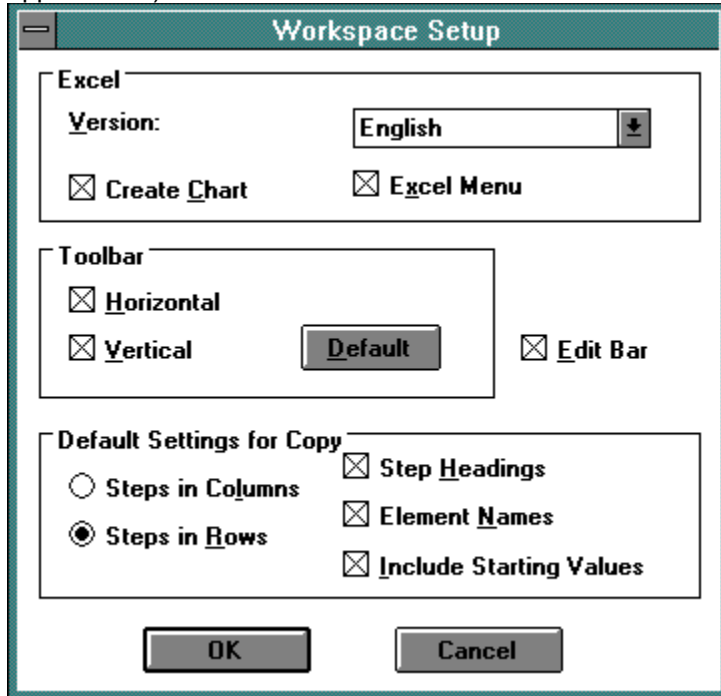 Workspace Setup
Excel
Version:
English
Create Chart
Excel Menu
Toolbar
Horizontal
Vertical
Default
Edit Bar
Default Settings for Copy
Steps in Columns
Steps in Rows
Step Headings
Element Names
Include Starting Values
OK
Cancel